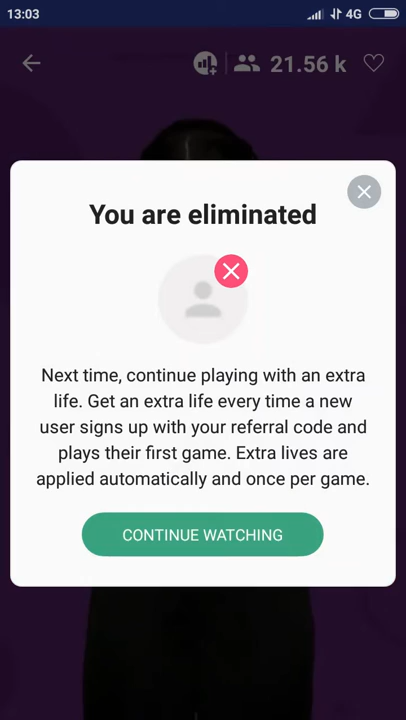 13:03
4G
21.56 k
You are eliminated
Next time, continue playing with an extra
life. Get an extra life every time a new
user signs up with your referral code and
plays their first game. Extra lives are
applied automatically and once per game.
CONTINUE WATCHING